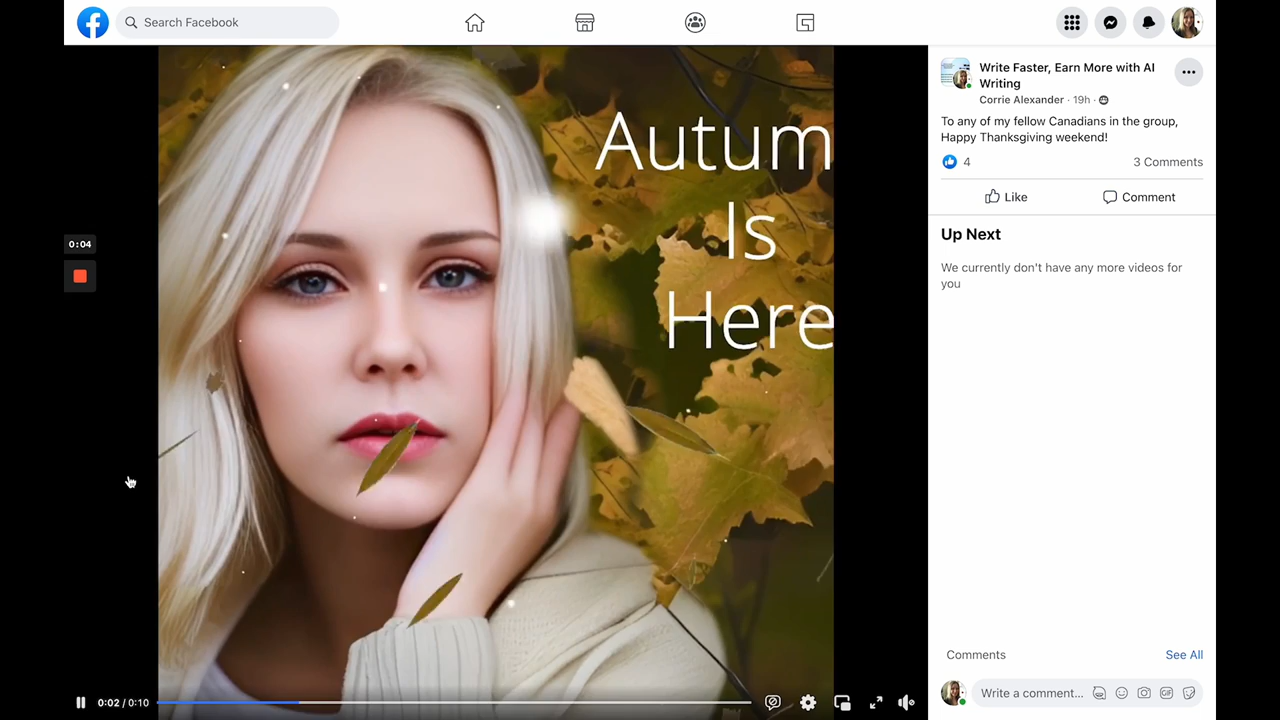 Search Facebook
0:04
Autum
Is
Here
0:02 / 0:10
Write Faster, Earn More with AI
Writing
Corrie Alexander · 19h ·
To any of my fellow Canadians in the group,
Happy Thanksgiving weekend!
4
3 Comments
Like
Comment
Up Next
We currently don't have any more videos for
you
Comments
See All
Write a comment...
GIF